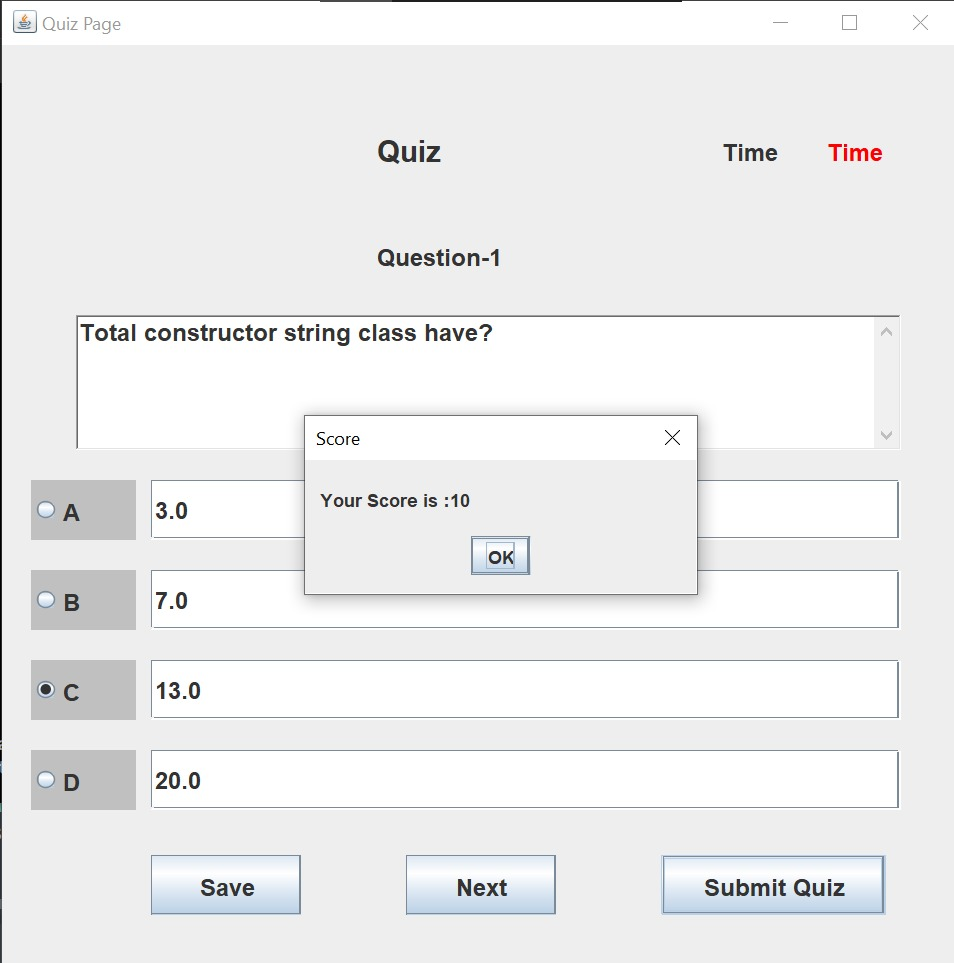 Quiz Page
Quiz Time Time
Question-1
Total constructor string class have?
Score
Your Score is :10
OK
A 3.0
B 7.0
C 13.0
D 20.0
Save Next Submit Quiz